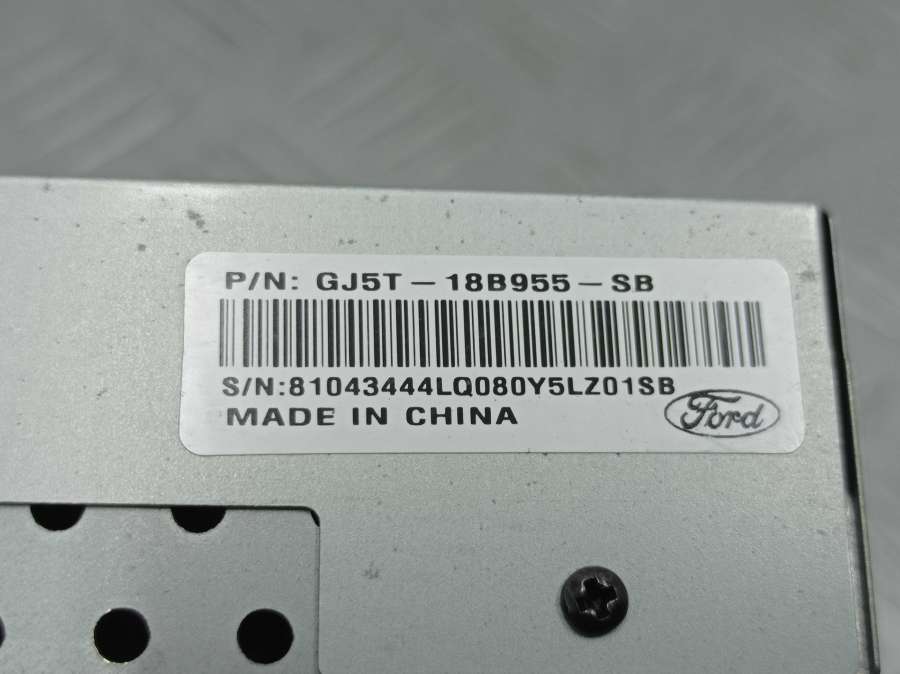 P/N: GJ5T-18B955-SB
S/N:81043444LQ080Y5LZ01SB
MADE IN CHINA
Ford